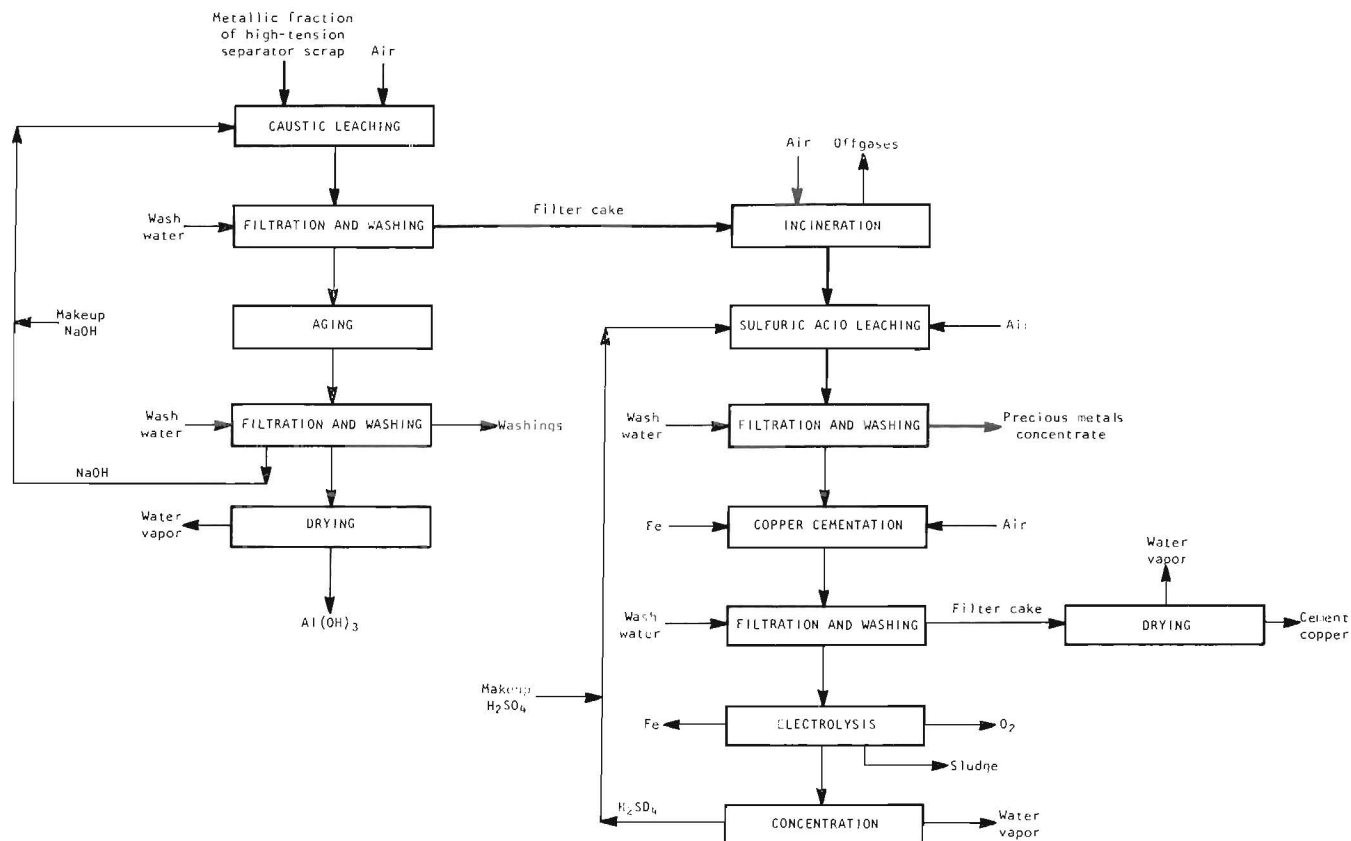 Metallic fraction
of high-tension
separator scrap
Air
CAUSTIC LEACHING
Air
Offgases
Wash
water
FILTRATION AND WASHING
Filter cake
INCINERATION
Makeup
NaOH
AGING
SULFURIC ACID LEACHING
Air
Wash
water
FILTRATION AND WASHING
Washings
Wash
water
FILTRATION AND WASHING
Precious metals
concentrate
NaOH
Water
vapor
DRYING
Fe
COPPER CEMENTATION
Air
Water
vapor
Al(OH)3
Wash
water
FILTRATION AND WASHING
Filter cake
DRYING
Cement
copper
Makeup
H2SO4
Fe
ELECTROLYSIS
O2
Sludge
H2SO4
CONCENTRATION
Water
vapor